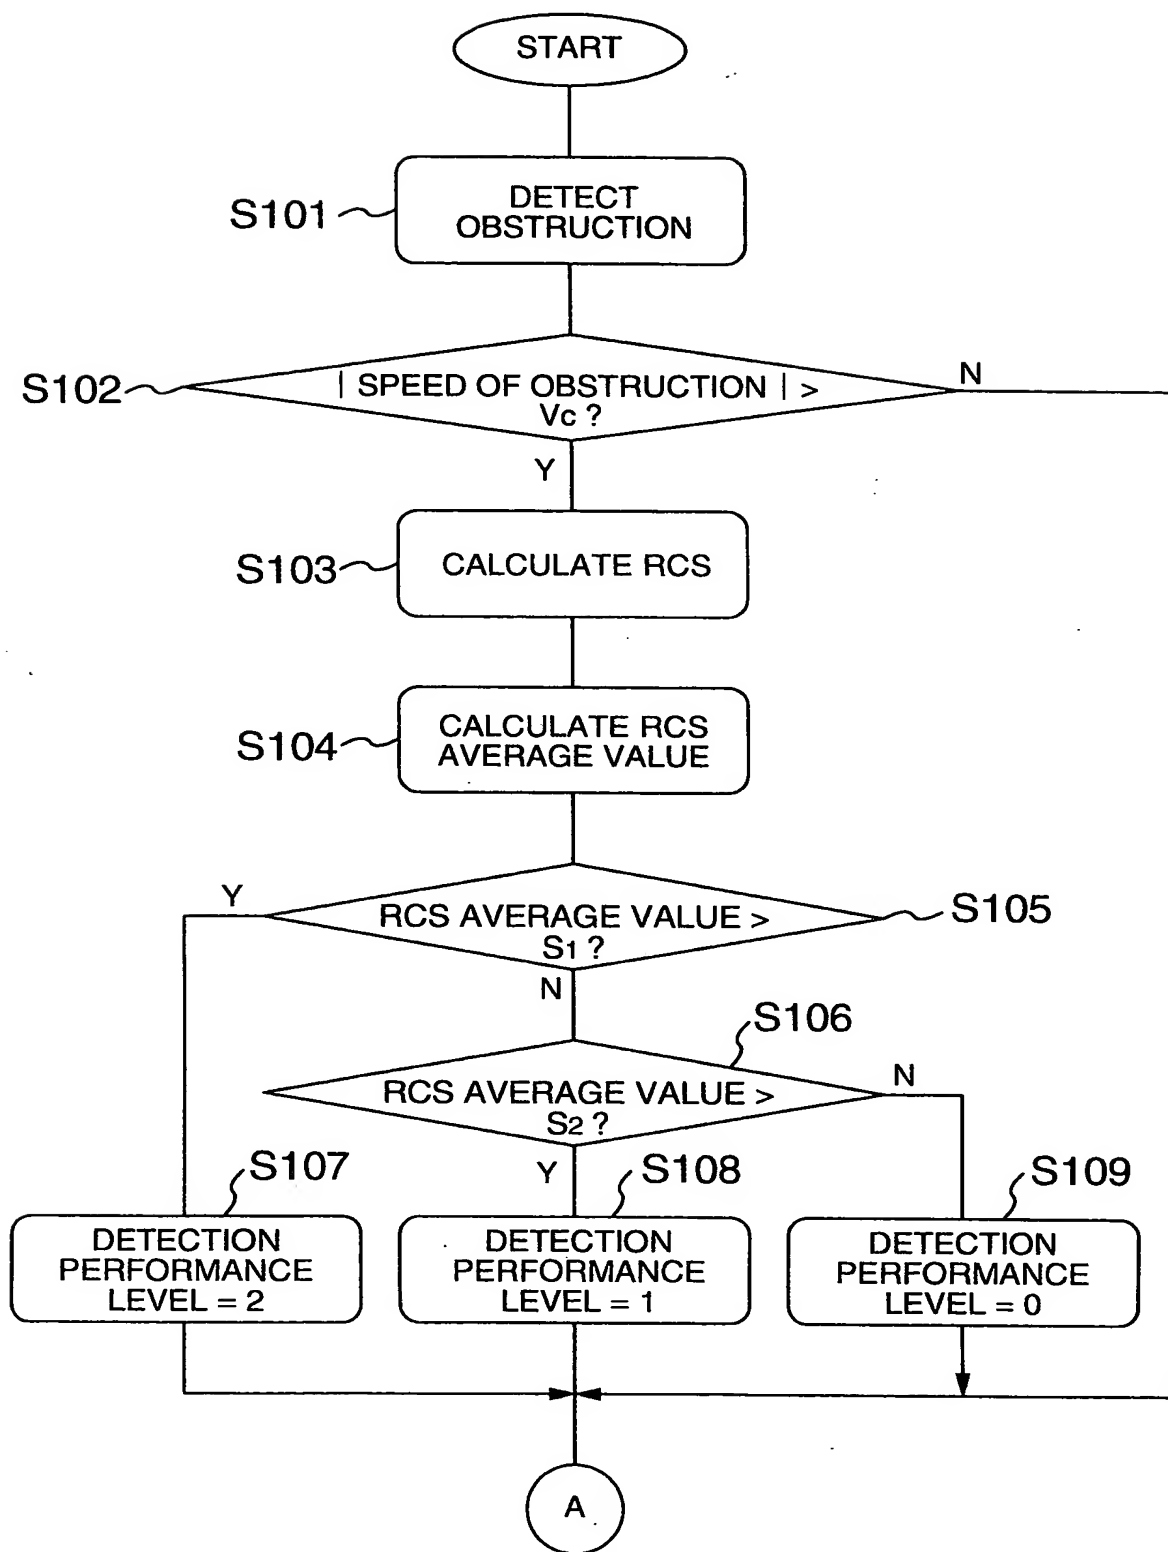 START
S101
DETECT
OBSTRUCTION
S102
| SPEED OF OBSTRUCTION | >
Vc ?
N
Y
S103
CALCULATE RCS
S104
CALCULATE RCS
AVERAGE VALUE
Y
RCS AVERAGE VALUE >
S1 ?
S105
N
S106
RCS AVERAGE VALUE >
S2 ?
N
Y
S107
DETECTION
PERFORMANCE
LEVEL = 2
S108
DETECTION
PERFORMANCE
LEVEL = 1
S109
DETECTION
PERFORMANCE
LEVEL = 0
A